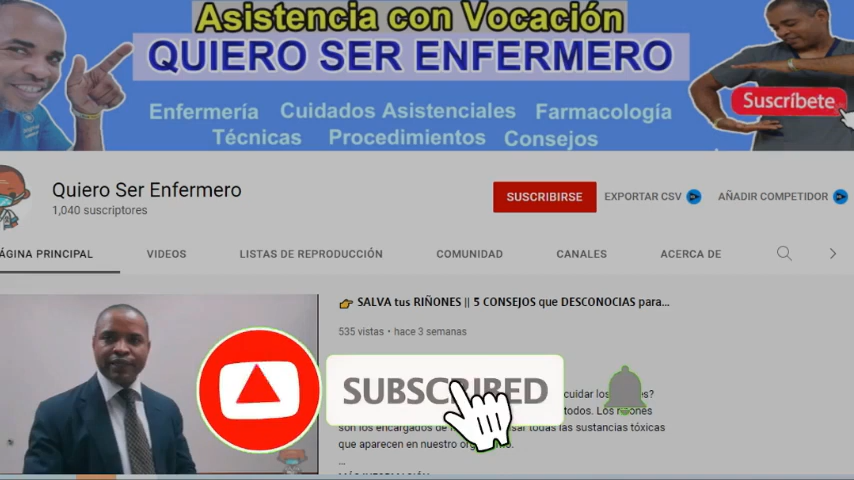 Asistencia con Vocación
QUIERO SER ENFERMERO
Enfermería Cuidados Asistenciales Farmacología
Técnicas Procedimientos Consejos
Suscríbete
Quiero Ser Enfermero
1,040 suscriptores
SUSCRIBIRSE
EXPORTAR CSV
AÑADIR COMPETIDOR
ÁGINA PRINCIPAL VIDEOS LISTAS DE REPRODUCCIÓN COMUNIDAD CANALES ACERCA DE
SALVA tus RIÑONES || 5 CONSEJOS que DESCONOCIAS para...
535 vistas • hace 3 semanas
SUBSCRIBED
cuidar los
todos. Los
son los encargados de todas las sustancias tóxicas
que aparecen en nuestro
...